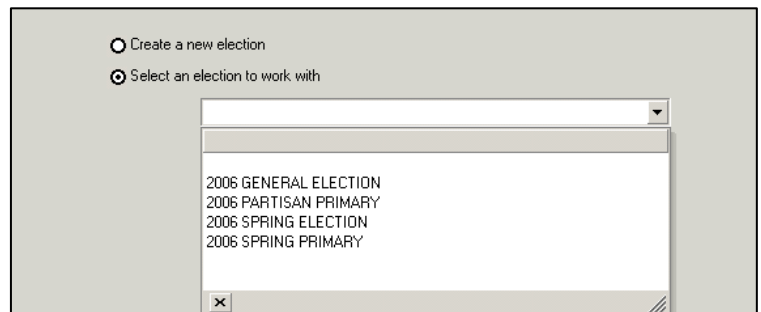 Create a new election
Select an election to work with
2006 GENERAL ELECTION
2006 PARTISAN PRIMARY
2006 SPRING ELECTION
2006 SPRING PRIMARY